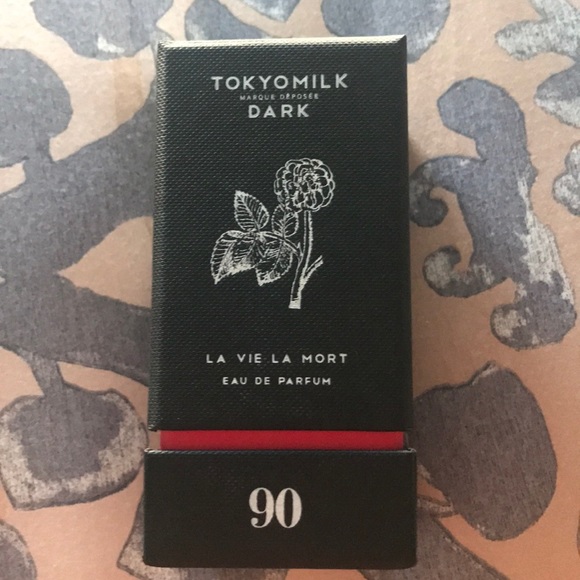 TOKYOMILK
MARQUE DÉPOSÉE
DARK
LA VIE LA MORT
EAU DE PARFUM
90